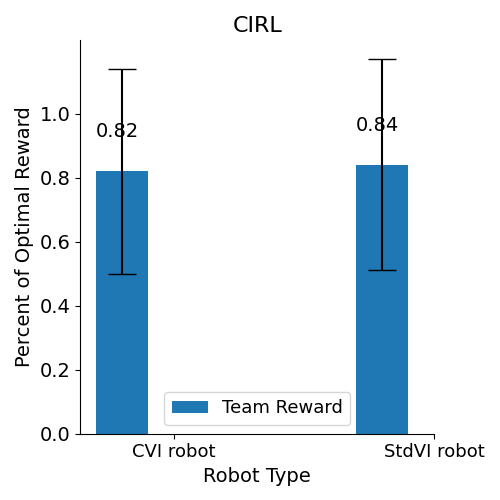 CIRL
Percent of Optimal Reward
1.0
0.8
0.6
0.4
0.2
0.0
0.82
0.84
Team Reward
CVI robot
StdVI robot
Robot Type